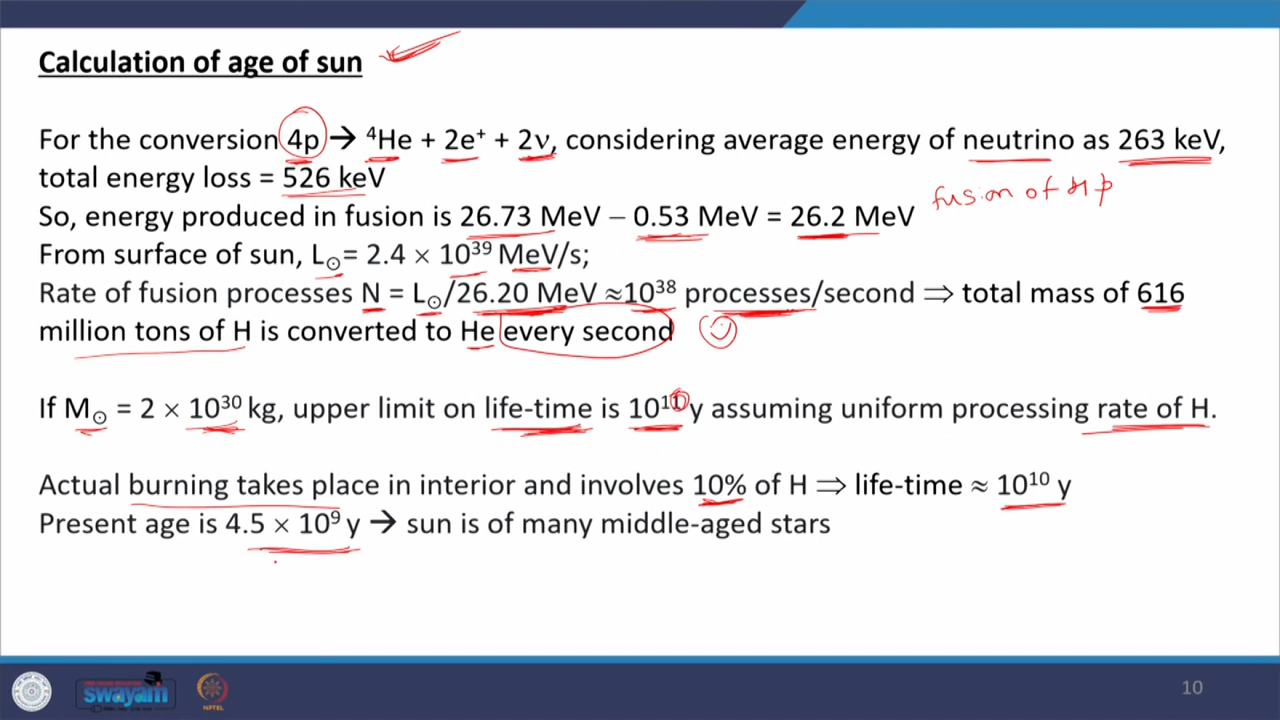 Calculation of age of sun
For the conversion 4p → ⁴He + 2e⁺ + 2ν, considering average energy of neutrino as 263 keV,
total energy loss = 526 keV
fusion of 4 p
So, energy produced in fusion is 26.73 MeV – 0.53 MeV = 26.2 MeV
From surface of sun, L☉= 2.4 × 10³⁹ MeV/s;
Rate of fusion processes N = L☉/26.20 MeV ≈10³⁸ processes/second ⇒ total mass of 616
million tons of H is converted to He every second
If M☉ = 2 × 10³⁰ kg, upper limit on life-time is 10¹¹ y assuming uniform processing rate of H.
Actual burning takes place in interior and involves 10% of H ⇒ life-time ≈ 10¹⁰ y
Present age is 4.5 × 10⁹ y → sun is of many middle-aged stars
swayam
NPTEL
10